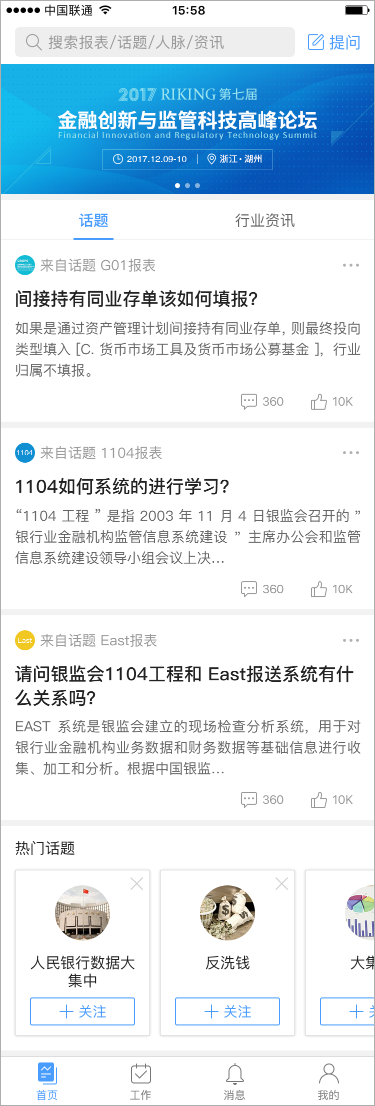 中国联通 15:58
搜索报表/话题/人脉/资讯 提问
2017 RIKING 第七届
金融创新与监管科技高峰论坛
Financial Innovation and Regulatory Technology Summit
2017.12.09-10 | 浙江·湖州
话题 行业资讯
来自话题 G01报表
间接持有同业存单该如何填报?
如果是通过资产管理计划间接持有同业存单, 则最终投向
类型填入 [C. 货币市场工具及货币市场公募基金 ], 行业
归属不填报。
360 10K
1104
来自话题 1104报表
1104如何系统的进行学习?
“1104 工程 ” 是指 2003 年 11 月 4 日银监会召开的 ”
银行业金融机构监管信息系统建设 ” 主席办公会和监管
信息系统建设领导小组会议上决...
360 10K
East
来自话题 East报表
请问银监会1104工程和 East报送系统有什
么关系吗?
EAST 系统是银监会建立的现场检查分析系统, 用于对
银行业金融机构业务数据和财务数据等基础信息进行收
集、加工和分析。根据中国银监...
360 10K
热门话题
人民银行数据大
集中
关注
反洗钱
关注
大集
关注
首页 工作 消息 我的